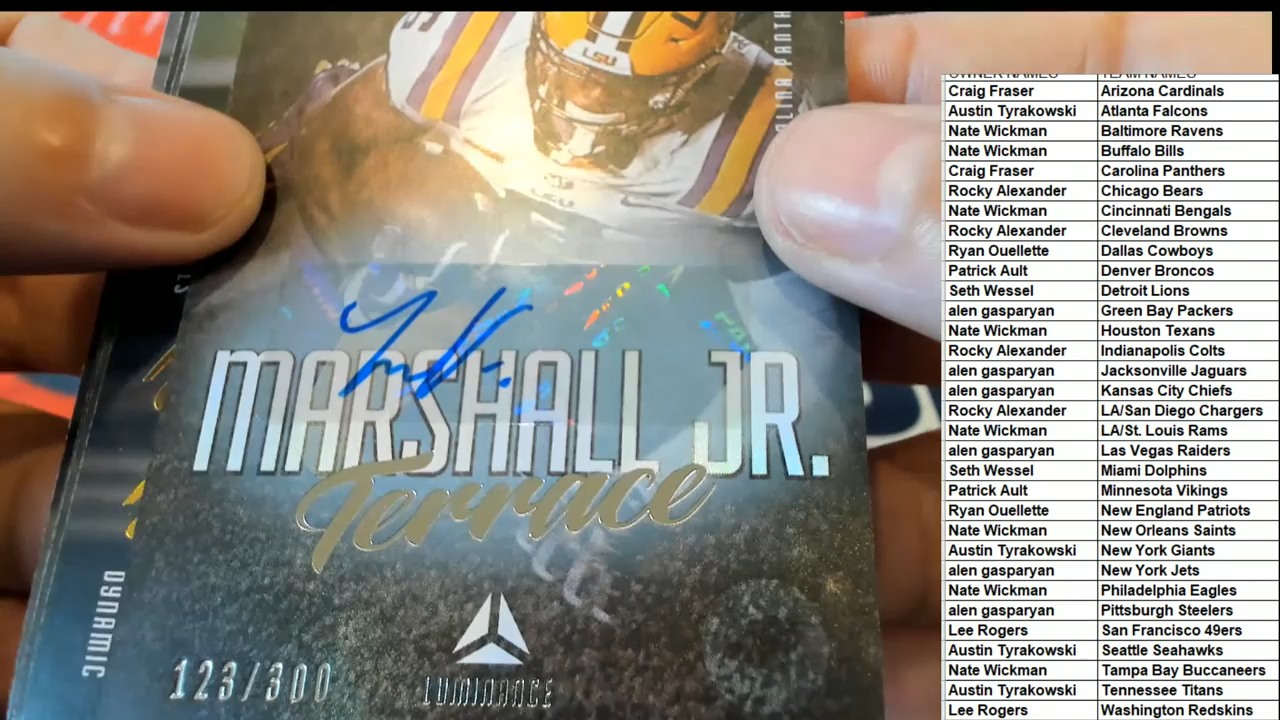 LSU
MARSHALL JR.
Terrace
DYNAMIC
123/300
LUMINANCE
OWNER NAMES TEAM NAMES
Craig Fraser Arizona Cardinals
Austin Tyrakowski Atlanta Falcons
Nate Wickman Baltimore Ravens
Nate Wickman Buffalo Bills
Craig Fraser Carolina Panthers
Rocky Alexander Chicago Bears
Nate Wickman Cincinnati Bengals
Rocky Alexander Cleveland Browns
Ryan Ouellette Dallas Cowboys
Patrick Ault Denver Broncos
Seth Wessel Detroit Lions
alen gasparyan Green Bay Packers
Nate Wickman Houston Texans
Rocky Alexander Indianapolis Colts
alen gasparyan Jacksonville Jaguars
alen gasparyan Kansas City Chiefs
Rocky Alexander LA/San Diego Chargers
Nate Wickman LA/St. Louis Rams
alen gasparyan Las Vegas Raiders
Seth Wessel Miami Dolphins
Patrick Ault Minnesota Vikings
Ryan Ouellette New England Patriots
Nate Wickman New Orleans Saints
Austin Tyrakowski New York Giants
alen gasparyan New York Jets
Nate Wickman Philadelphia Eagles
alen gasparyan Pittsburgh Steelers
Lee Rogers San Francisco 49ers
Austin Tyrakowski Seattle Seahawks
Nate Wickman Tampa Bay Buccaneers
Austin Tyrakowski Tennessee Titans
Lee Rogers Washington Redskins